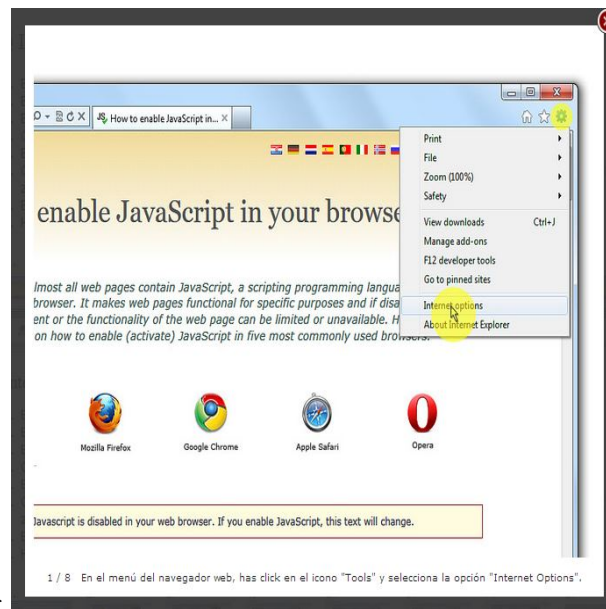 How to enable JavaScript in...
Print
File
Zoom (100%)
Safety
View downloads Ctrl+J
Manage add-ons
F12 developer tools
Go to pinned sites
Internet options
About Internet Explorer
enable JavaScript in your browse
lmost all web pages contain JavaScript, a scripting programming langua
browser. It makes web pages functional for specific purposes and if disa
ent or the functionality of the web page can be limited or unavailable. H
on how to enable (activate) JavaScript in five most commonly used browsers.
Mozilla Firefox
Google Chrome
Apple Safari
Opera
Javascript is disabled in your web browser. If you enable JavaScript, this text will change.
1 / 8 En el menú del navegador web, has click en el icono "Tools" y selecciona la opción "Internet Options".